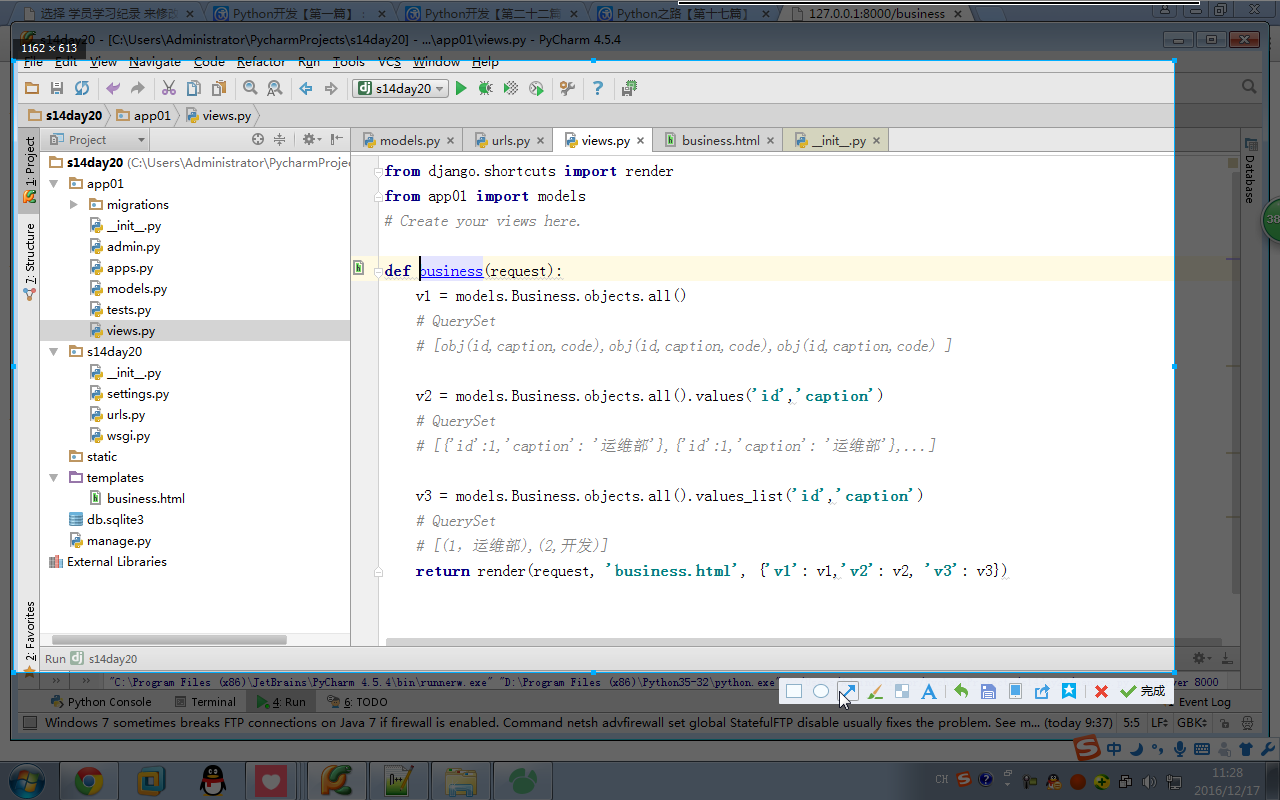 选择 学员学习纪录 来修改
Python开发【第一篇】：
Python开发【第二十二篇】
Python之路【第十七篇】
127.0.0.1:8000/business
s14day20 - [C:\Users\Administrator\PycharmProjects\s14day20] - ...\app01\views.py - PyCharm 4.5.4
1162 × 613
File Edit View Navigate Code Refactor Run Tools VCS Window Help
s14day20
s14day20 app01 views.py
Project
models.py urls.py views.py business.html __init__.py
1: Project
7: Structure
2: Favorites
Database
38
s14day20 (C:\Users\Administrator\PycharmProje
app01
migrations
__init__.py
admin.py
apps.py
models.py
tests.py
views.py
s14day20
__init__.py
settings.py
urls.py
wsgi.py
static
templates
business.html
db.sqlite3
manage.py
External Libraries
from django.shortcuts import render
from app01 import models
# Create your views here.
def business(request):
v1 = models.Business.objects.all()
# QuerySet
# [obj(id,caption,code),obj(id,caption,code),obj(id,caption,code) ]
v2 = models.Business.objects.all().values('id','caption')
# QuerySet
# [{'id':1,'caption': '运维部'},{'id':1,'caption': '运维部'},...]
v3 = models.Business.objects.all().values_list('id','caption')
# QuerySet
# [(1, 运维部),(2,开发)]
return render(request, 'business.html', {'v1': v1,'v2': v2, 'v3': v3})
Run s14day20
"C:\Program Files (x86)\JetBrains\PyCharm 4.5.4\bin\runnerw.exe" "D:\Program Files (x86)\Python35-32\python.exe
8000
完成
Python Console Terminal 4: Run 6: TODO Event Log
Windows 7 sometimes breaks FTP connections on Java 7 if firewall is enabled. Command netsh advfirewall set global StatefulFTP disable usually fixes the problem. See m... (today 9:37) 5:5 LF÷ GBK÷
中
CH
11:28
2016/12/17